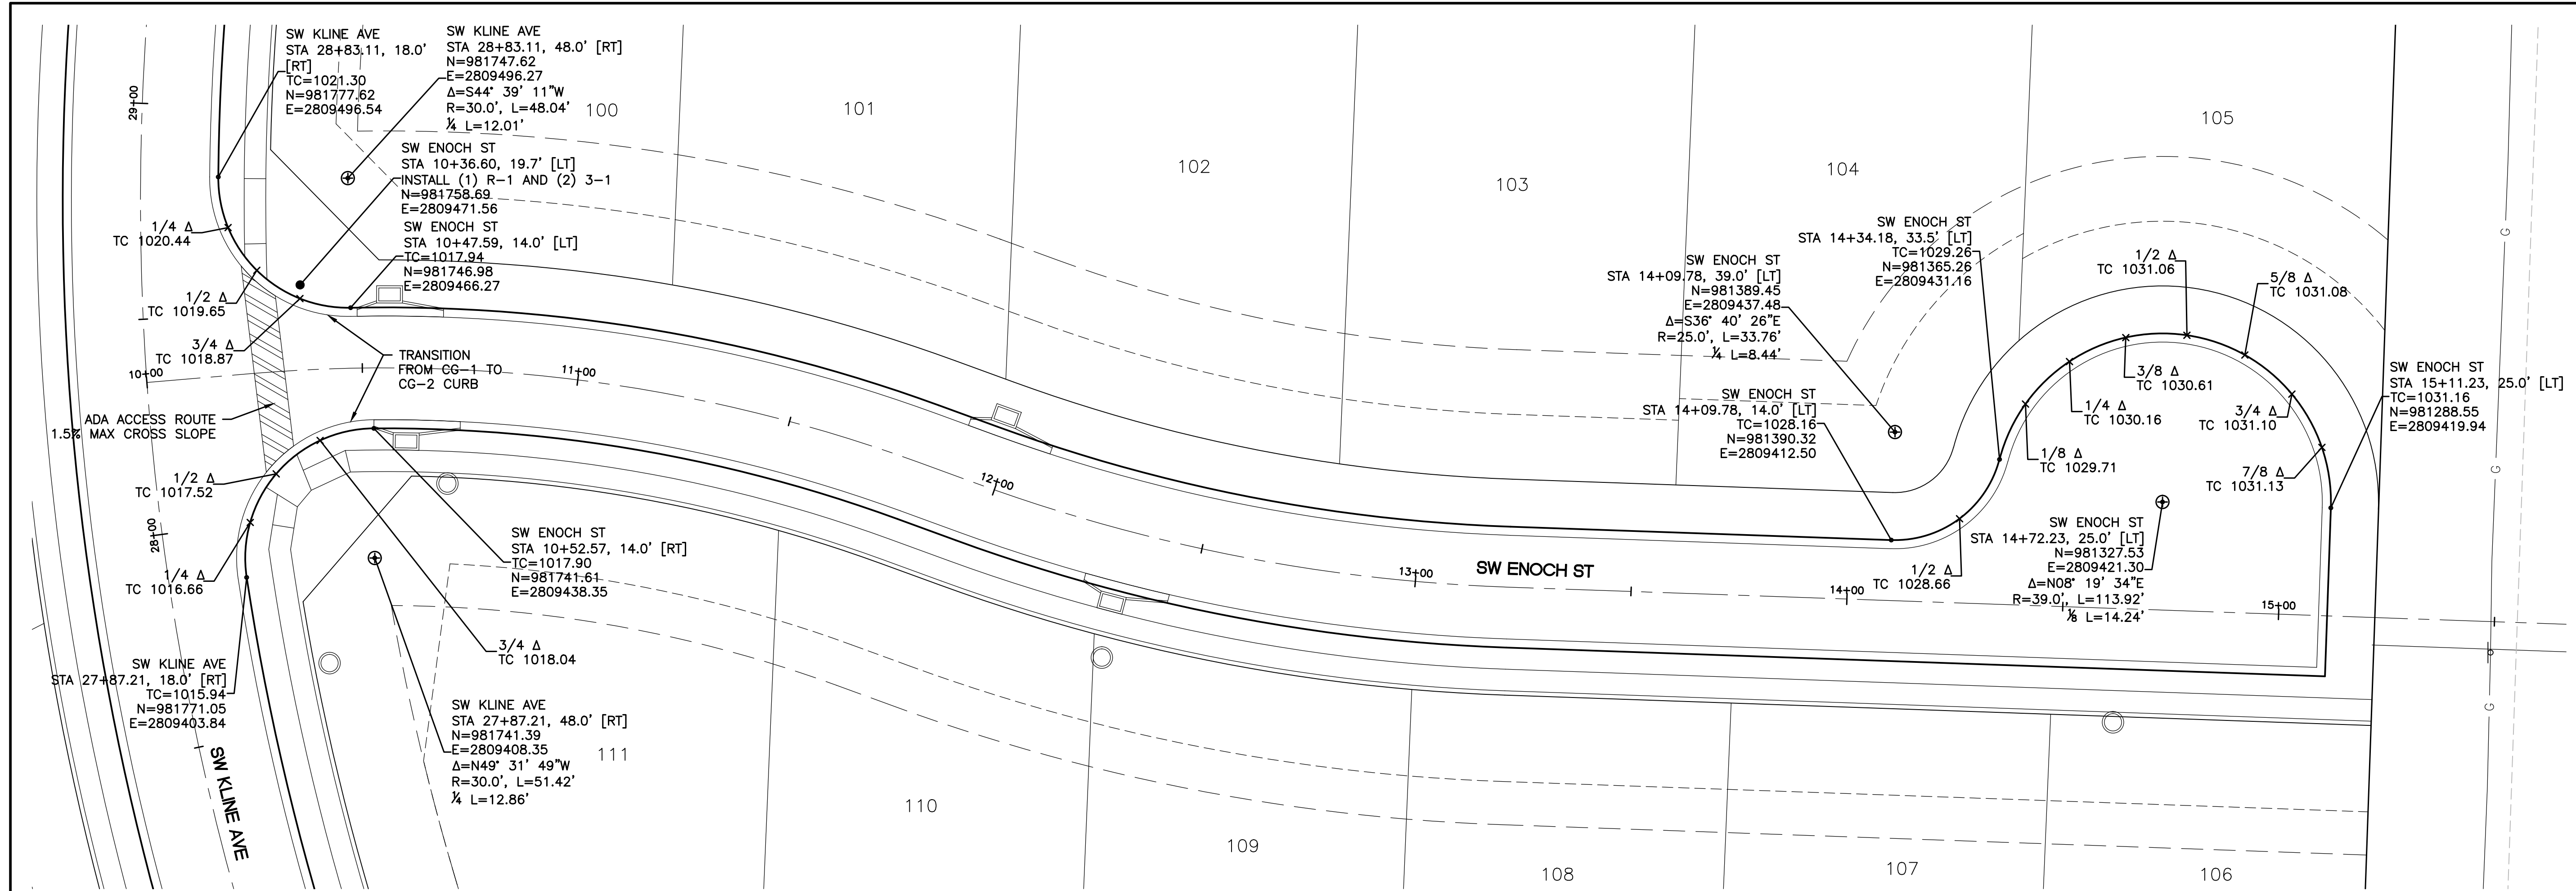 SW KLINE AVE
STA 28+83.11, 18.0'
[RT]
TC=1021.30
N=981777.62
E=2809496.54
SW KLINE AVE
STA 28+83.11, 48.0' [RT]
N=981747.62
E=2809496.27
Δ=S44° 39' 11"W
R=30.0', L=48.04'
¼ L=12.01'
SW ENOCH ST
STA 10+36.60, 19.7' [LT]
INSTALL (1) R-1 AND (2) 3-1
N=981758.69
E=2809471.56
SW ENOCH ST
STA 10+47.59, 14.0' [LT]
TC=1017.94
N=981746.98
E=2809466.27
29+00
1/4 Δ
TC 1020.44
1/2 Δ
TC 1019.65
3/4 Δ
TC 1018.87
10+00
11+00
TRANSITION
FROM CG-1 TO
CG-2 CURB
ADA ACCESS ROUTE
1.5% MAX CROSS SLOPE
1/2 Δ
TC 1017.52
28+00
1/4 Δ
TC 1016.66
SW KLINE AVE
STA 27+87.21, 18.0' [RT]
TC=1015.94
N=981771.05
E=2809403.84
SW KLINE AVE
SW ENOCH ST
STA 10+52.57, 14.0' [RT]
TC=1017.90
N=981741.61
E=2809438.35
3/4 Δ
TC 1018.04
SW KLINE AVE
STA 27+87.21, 48.0' [RT]
N=981741.39
E=2809408.35
Δ=N49° 31' 49"W
R=30.0', L=51.42'
¼ L=12.86'
100
101
102
103
104
105
12+00
13+00
SW ENOCH ST
14+00
15+00
SW ENOCH ST
STA 14+09.78, 39.0' [LT]
N=981389.45
E=2809437.48
Δ=S36° 40' 26"E
R=25.0', L=33.76'
¼ L=8.44'
SW ENOCH ST
STA 14+09.78, 14.0' [LT]
TC=1028.16
N=981390.32
E=2809412.50
SW ENOCH ST
STA 14+34.18, 33.5' [LT]
TC=1029.26
N=981365.26
E=2809431.16
1/2 Δ
TC 1031.06
5/8 Δ
TC 1031.08
3/8 Δ
TC 1030.61
1/4 Δ
TC 1030.16
3/4 Δ
TC 1031.10
1/8 Δ
TC 1029.71
7/8 Δ
TC 1031.13
SW ENOCH ST
STA 15+11.23, 25.0' [LT]
TC=1031.16
N=981288.55
E=2809419.94
SW ENOCH ST
STA 14+72.23, 25.0' [LT]
N=981327.53
E=2809421.30
Δ=N08° 19' 34"E
R=39.0', L=113.92'
⅛ L=14.24'
1/2 Δ
TC 1028.66
G
G
G
111
110
109
108
107
106